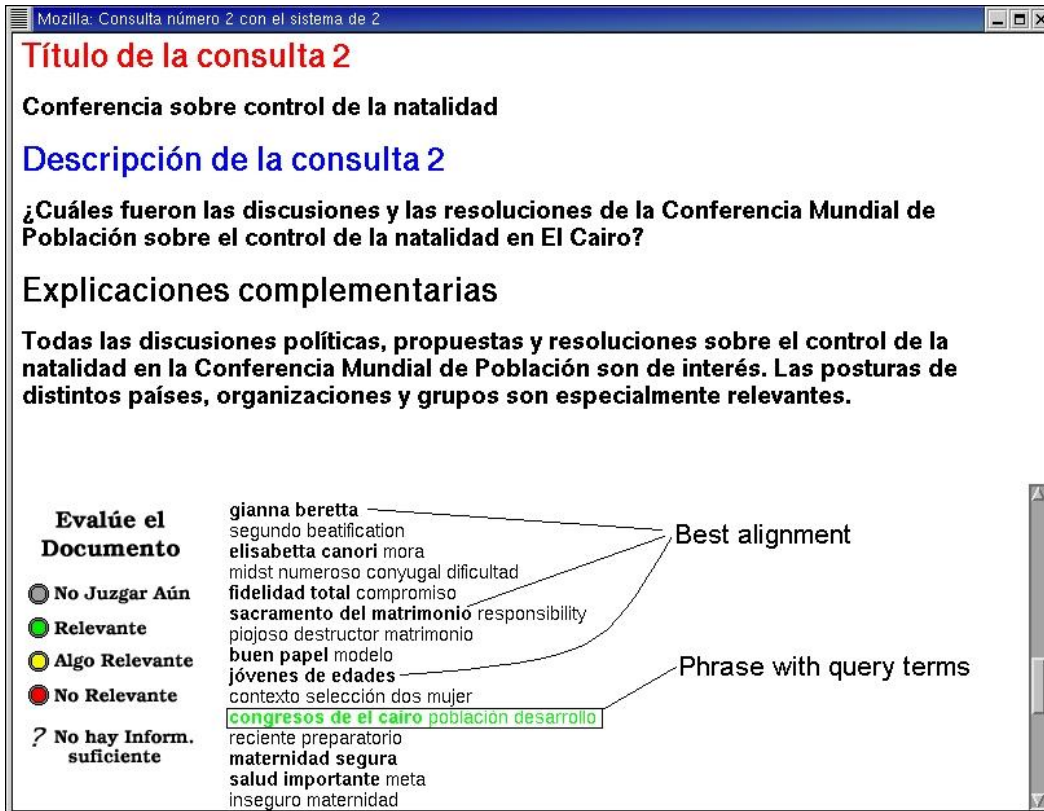 Mozilla: Consulta número 2 con el sistema de 2
Título de la consulta 2
Conferencia sobre control de la natalidad
Descripción de la consulta 2
¿Cuáles fueron las discusiones y las resoluciones de la Conferencia Mundial de
Población sobre el control de la natalidad en El Cairo?
Explicaciones complementarias
Todas las discusiones políticas, propuestas y resoluciones sobre el control de la
natalidad en la Conferencia Mundial de Población son de interés. Las posturas de
distintos países, organizaciones y grupos son especialmente relevantes.
Evalúe el
Documento
No Juzgar Aún
Relevante
Algo Relevante
No Relevante
? No hay Inform.
suficiente
gianna beretta
segundo beatification
elisabetta canori mora
midst numeroso conyugal dificultad
fidelidad total compromiso
sacramento del matrimonio responsibility
piojoso destructor matrimonio
buen papel modelo
jóvenes de edades
contexto selección dos mujer
congresos de el cairo población desarrollo
reciente preparatorio
maternidad segura
salud importante meta
inseguro maternidad
Best alignment
Phrase with query terms